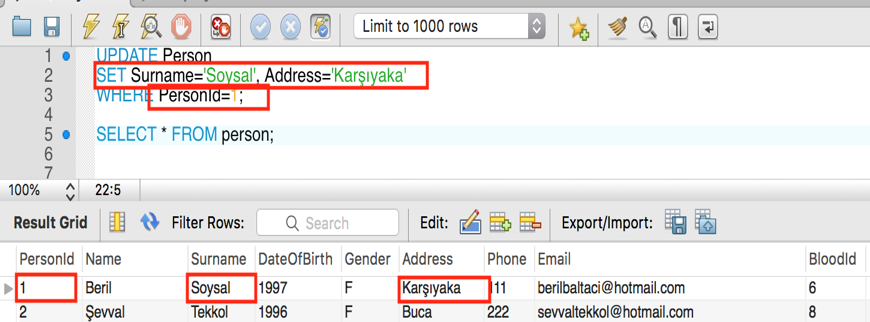 Limit to 1000 rows
1 UPDATE Person
2 SET Surname='Soysal', Address='Karşıyaka'
3 WHERE PersonId=1;
4
5 SELECT * FROM person;
6
7
100% 22:5
Result Grid Filter Rows: Search Edit: Export/Import:
PersonId Name Surname DateOfBirth Gender Address Phone Email BloodId
1 Beril Soysal 1997 F Karşıyaka 111 berilbaltaci@hotmail.com 6
2 Şevval Tekkol 1996 F Buca 222 sevvaltekkol@hotmail.com 8